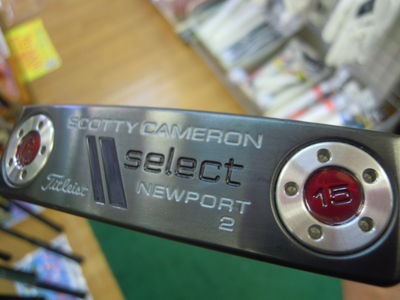 SCOTTY CAMERON
select
Titleist
NEWPORT
2
15